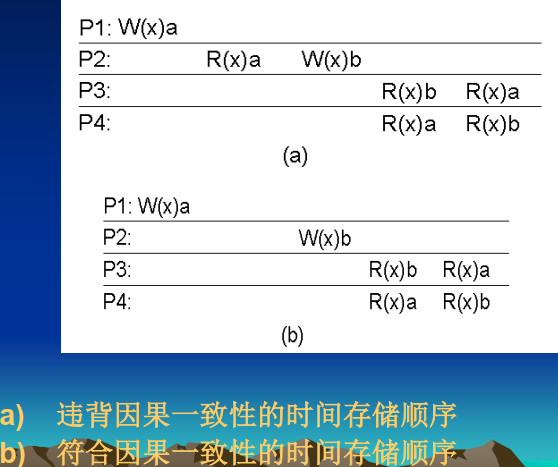 P1: W(x)a
P2: R(x)a W(x)b
P3: R(x)b R(x)a
P4: R(x)a R(x)b
(a)
P1: W(x)a
P2: W(x)b
P3: R(x)b R(x)a
P4: R(x)a R(x)b
(b)
a) 违背因果一致性的时间存储顺序
b) 符合因果一致性的时间存储顺序